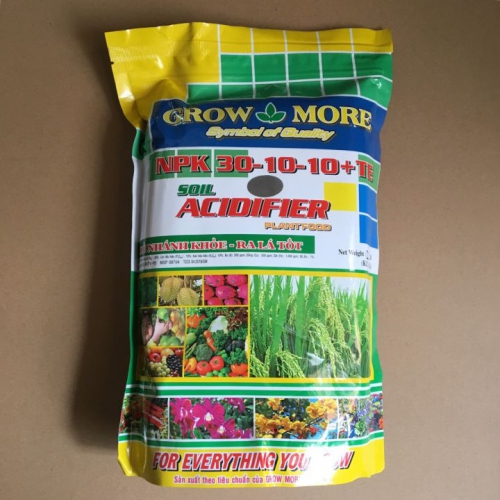 GROW MORE
Symbol of Quality
NPK 30-10-10+TE
SOIL
ACIDIFIER
PLANT FOOD
NHÁNH KHỎE - RA LÁ TỐT
Net Weight:
FOR EVERYTHING YOU GROW
Sản xuất theo tiêu chuẩn của GROW MORE